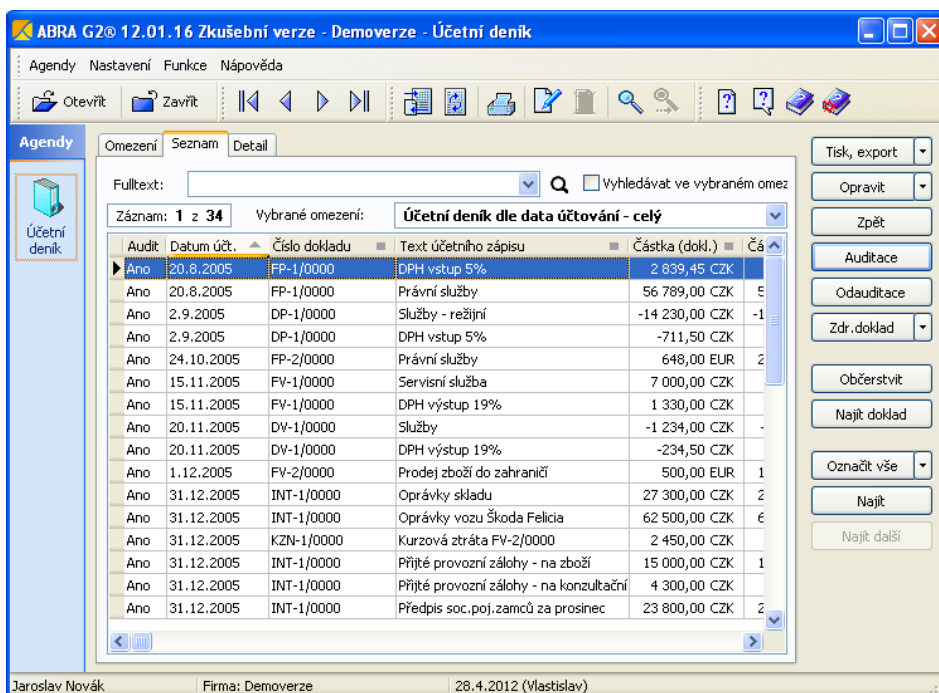 ABRA G2® 12.01.16 Zkušební verze - Demoverze - Účetní deník
Agendy Nastavení Funkce Nápověda
Otevřít Zavřít
Agendy
Účetní
deník
Omezení Seznam Detail
Fulltext: Vyhledávat ve vybraném omez
Záznam: 1 z 34 Vybrané omezení: Účetní deník dle data účtování - celý
Audit Datum účt. Číslo dokladu Text účetního zápisu Částka (dokl.) Čá
Ano 20.8.2005 FP-1/0000 DPH vstup 5% 2 839,45 CZK
Ano 20.8.2005 FP-1/0000 Právní služby 56 789,00 CZK 5
Ano 2.9.2005 DP-1/0000 Služby - režijní -14 230,00 CZK -1
Ano 2.9.2005 DP-1/0000 DPH vstup 5% -711,50 CZK
Ano 24.10.2005 FP-2/0000 Právní služby 648,00 EUR 2
Ano 15.11.2005 FV-1/0000 Servisní služba 7 000,00 CZK
Ano 15.11.2005 FV-1/0000 DPH výstup 19% 1 330,00 CZK
Ano 20.11.2005 DV-1/0000 Služby -1 234,00 CZK -
Ano 20.11.2005 DV-1/0000 DPH výstup 19% -234,50 CZK
Ano 1.12.2005 FV-2/0000 Prodej zboží do zahraničí 500,00 EUR 1
Ano 31.12.2005 INT-1/0000 Oprávky skladu 27 300,00 CZK 2
Ano 31.12.2005 INT-1/0000 Oprávky vozu Škoda Felicia 62 500,00 CZK 6
Ano 31.12.2005 KZN-1/0000 Kurzová ztráta FV-2/0000 2 450,00 CZK
Ano 31.12.2005 INT-1/0000 Přijté provozní zálohy - na zboží 15 000,00 CZK 1
Ano 31.12.2005 INT-1/0000 Přijté provozní zálohy - na konzultační 4 300,00 CZK
Ano 31.12.2005 INT-1/0000 Předpis soc.poj.zamců za prosinec 23 800,00 CZK 2
Tisk, export
Opravit
Zpět
Auditace
Odauditace
Zdr.doklad
Občerstvit
Najít doklad
Označit vše
Najít
Najít další
Jaroslav Novák Firma: Demoverze 28.4.2012 (Vlastislav)